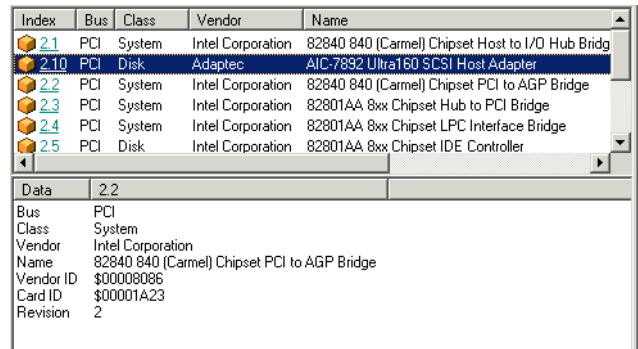 Index Bus Class Vendor Name
2.1 PCI System Intel Corporation 82840 840 (Carmel) Chipset Host to I/O Hub Bridg
2.10 PCI Disk Adaptec AIC-7892 Ultra160 SCSI Host Adapter
2.2 PCI System Intel Corporation 82840 840 (Carmel) Chipset PCI to AGP Bridge
2.3 PCI System Intel Corporation 82801AA 8xx Chipset Hub to PCI Bridge
2.4 PCI System Intel Corporation 82801AA 8xx Chipset LPC Interface Bridge
2.5 PCI Disk Intel Corporation 82801AA 8xx Chipset IDE Controller
Data 2.2
Bus PCI
Class System
Vendor Intel Corporation
Name 82840 840 (Carmel) Chipset PCI to AGP Bridge
Vendor ID $00008086
Card ID $00001A23
Revision 2